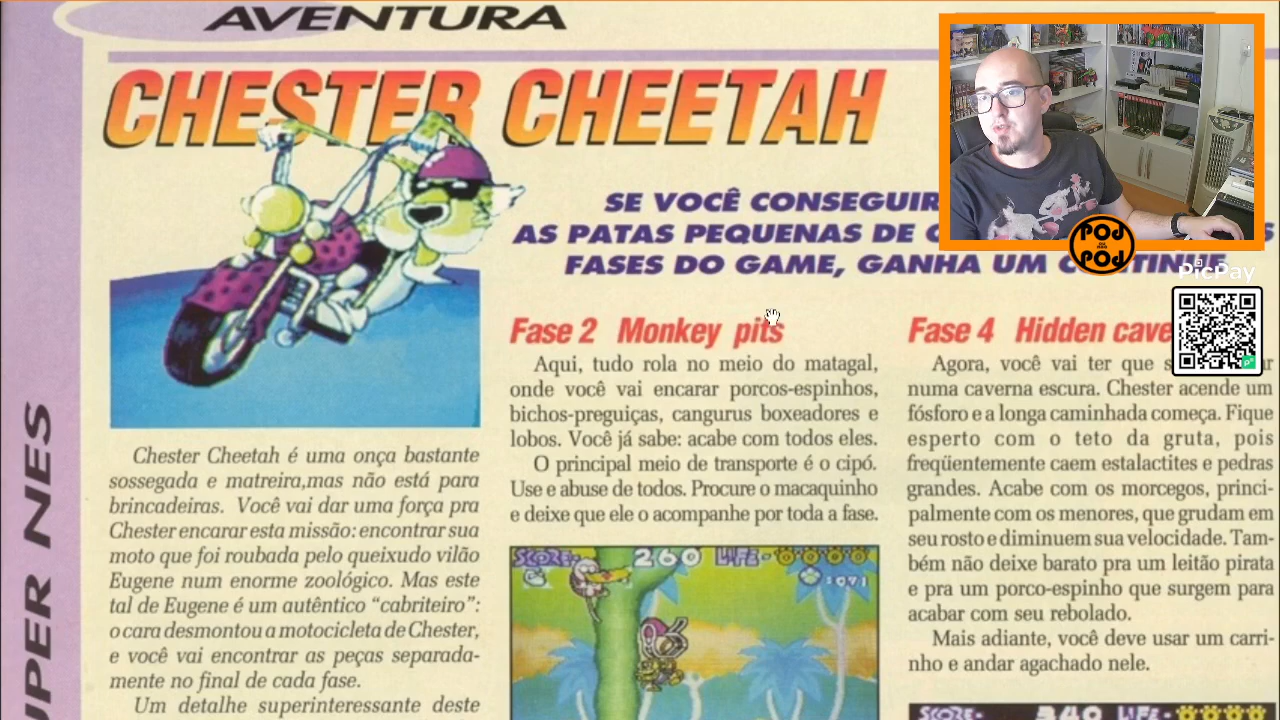 AVENTURA
CHESTER CHEETAH
SE VOCÊ CONSEGUIR
AS PATAS PEQUENAS DE
FASES DO GAME, GANHA UM
POD
POD
PicPay
SUPER NES
Chester Cheetah é uma onça bastante
sossegada e matreira,mas não está para
brincadeiras. Você vai dar uma força pra
Chester encarar esta missão: encontrar sua
moto que foi roubada pelo queixudo vilão
Eugene num enorme zoológico. Mas este
tal de Eugene é um autêntico “cabriteiro”:
o cara desmontou a motocicleta de Chester,
e você vai encontrar as peças separada-
mente no final de cada fase.
Um detalhe superinteressante deste
Fase 2 Monkey pits
Aqui, tudo rola no meio do matagal,
onde você vai encarar porcos-espinhos,
bichos-preguiças, cangurus boxeadores e
lobos. Você já sabe: acabe com todos eles.
O principal meio de transporte é o cipó.
Use e abuse de todos. Procure o macaquinho
e deixe que ele o acompanhe por toda a fase.
SCORE- 260 LIFE-
:071
Fase 4 Hidden cave
Agora, você vai ter que
numa caverna escura. Chester acende um
fósforo e a longa caminhada começa. Fique
esperto com o teto da gruta, pois
freqüentemente caem estalactites e pedras
grandes. Acabe com os morcegos, princi-
palmente com os menores, que grudam em
seu rosto e diminuem sua velocidade. Tam-
bém não deixe barato pra um leitão pirata
e pra um porco-espinho que surgem para
acabar com seu rebolado.
Mais adiante, você deve usar um carri-
nho e andar agachado nele.
SCORE- 340 LIFE-